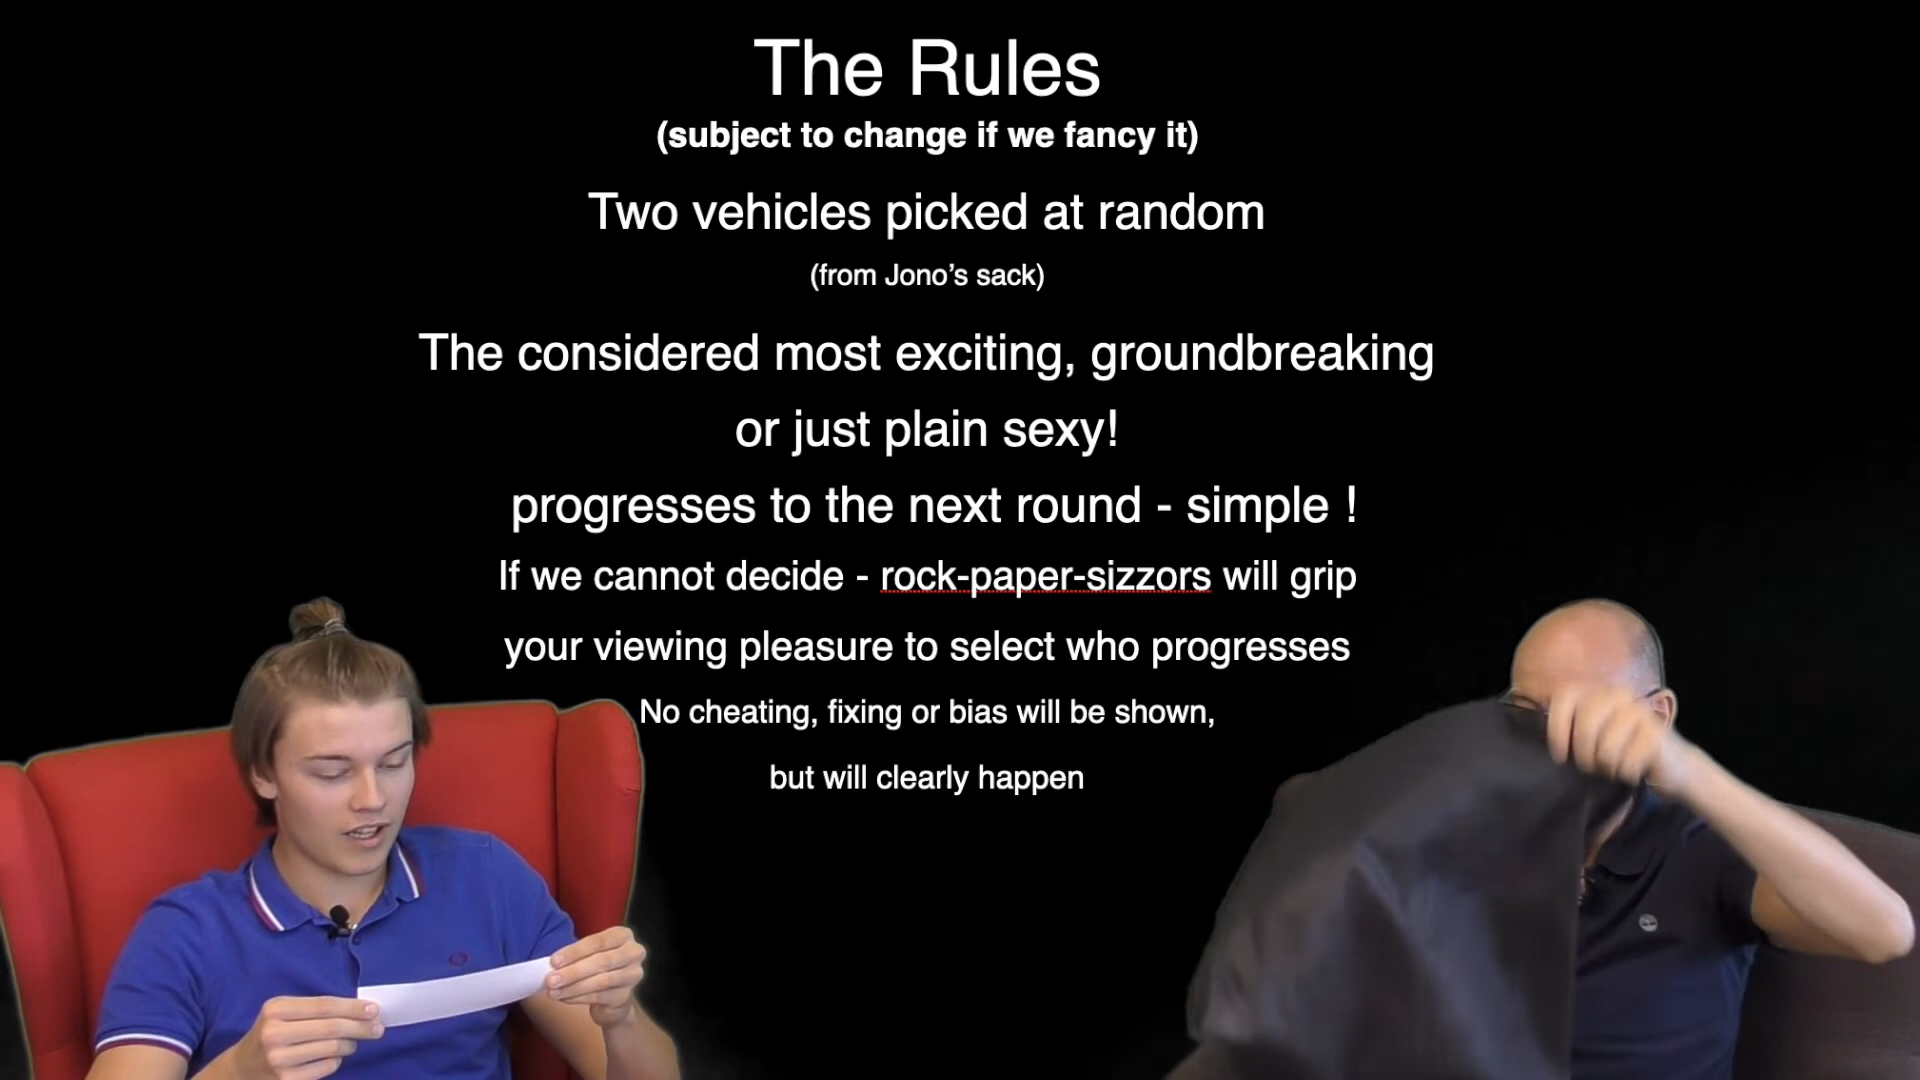 The Rules
(subject to change if we fancy it)
Two vehicles picked at random
(from Jono’s sack)
The considered most exciting, groundbreaking
or just plain sexy!
progresses to the next round - simple !
If we cannot decide - rock-paper-sizzors will grip
your viewing pleasure to select who progresses
No cheating, fixing or bias will be shown,
but will clearly happen